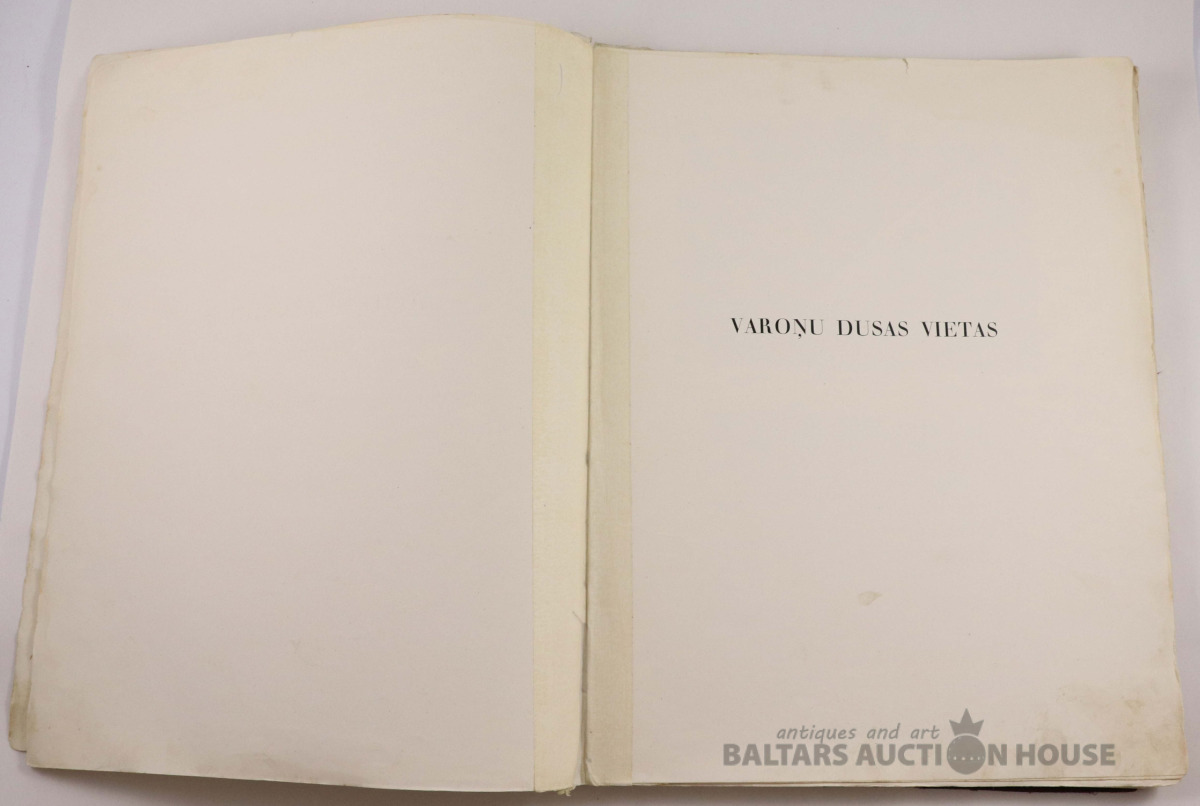 VAROŅU DUSAS VIETAS
antiques and art
BALTARS AUCTION HOUSE